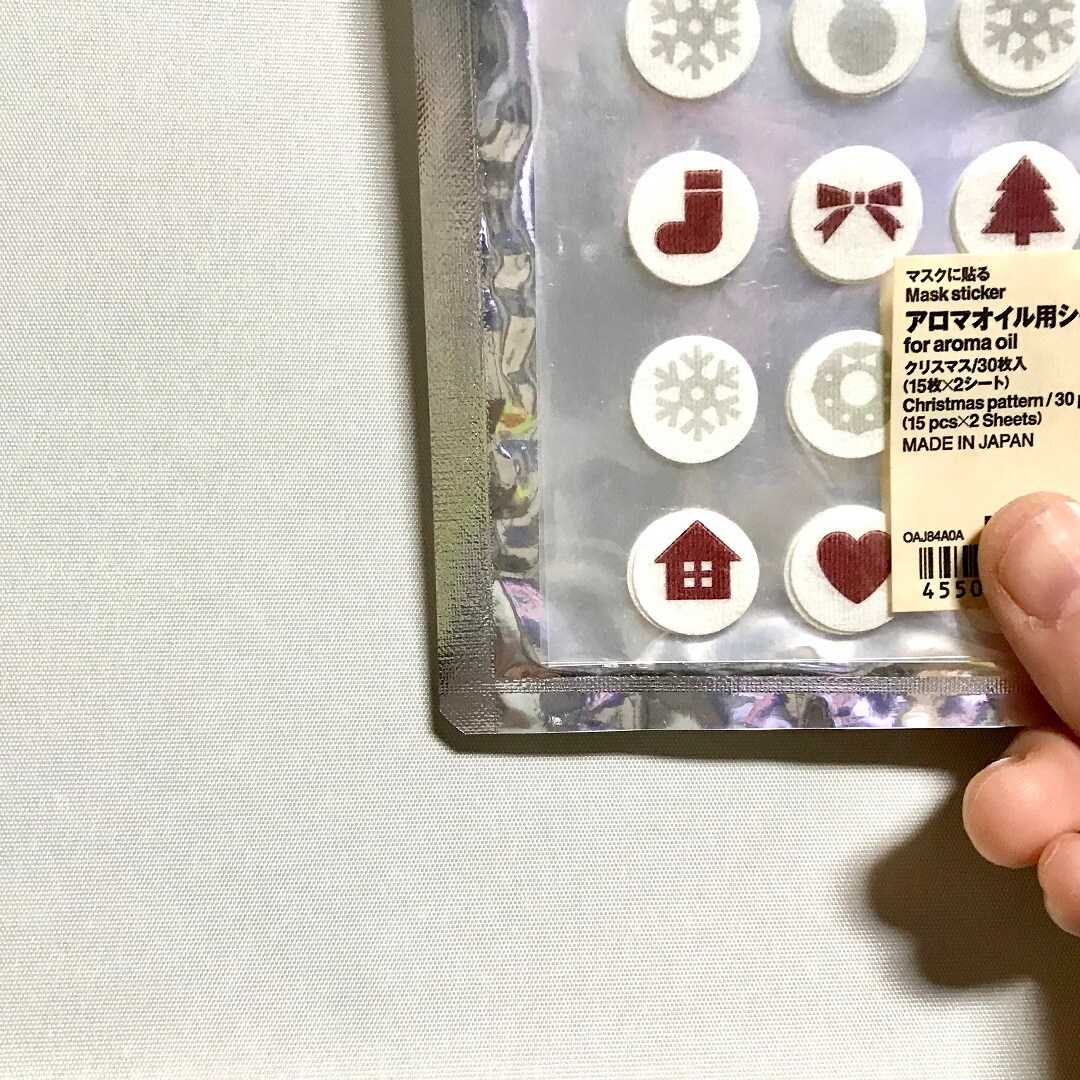 マスクに貼る
Mask sticker
アロマオイル用シ
for aroma oil
クリスマス/30枚入
(15枚×2シート)
Christmas pattern / 30
(15 pcs×2 Sheets)
MADE IN JAPAN
OAJ84A0A
4550